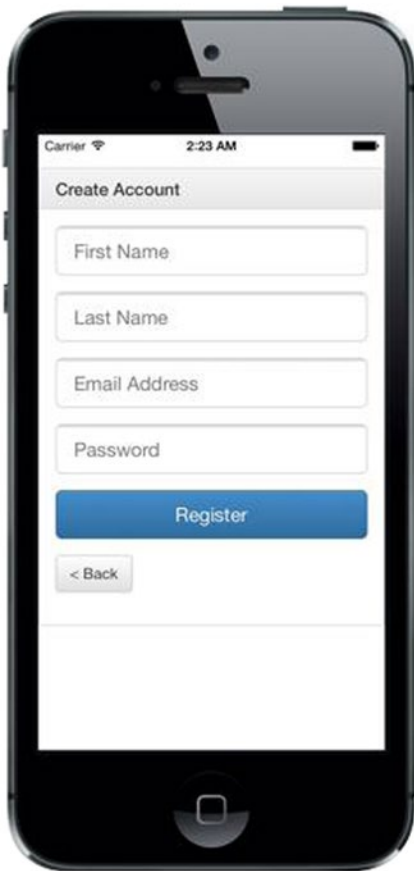 Carrier 2:23 AM
Create Account
First Name
Last Name
Email Address
Password
Register
< Back